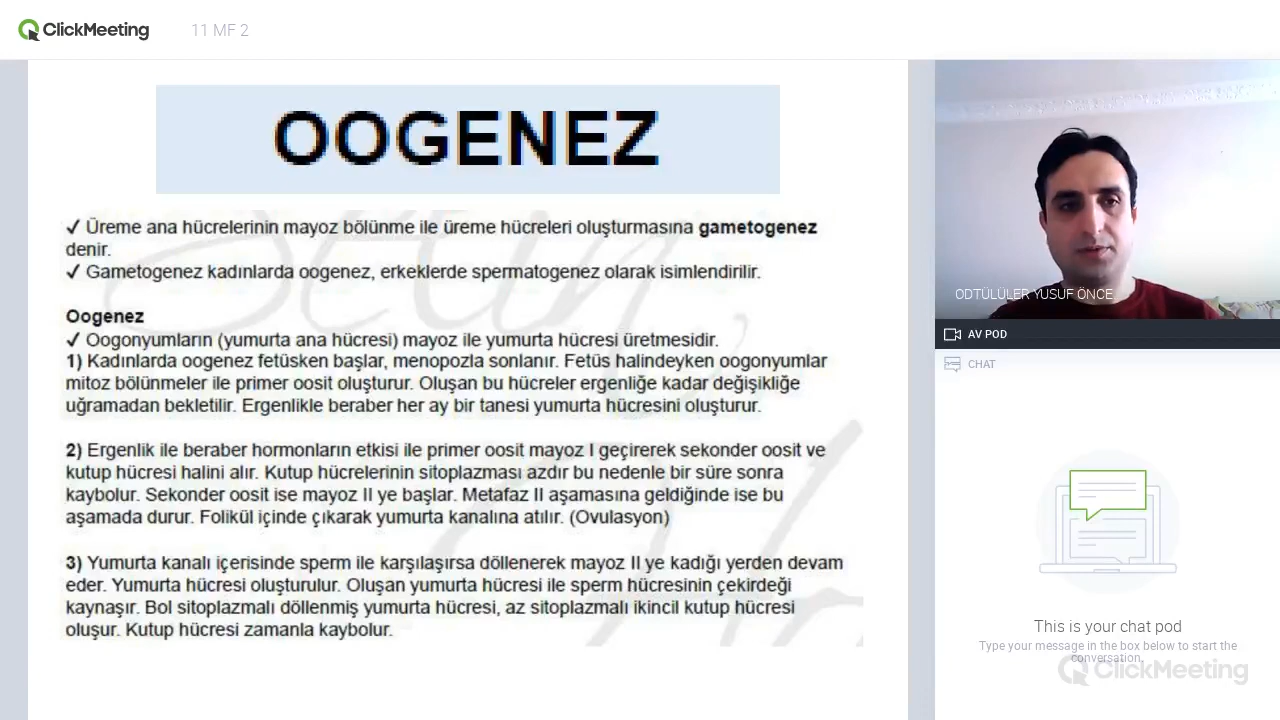 ClickMeeting
11 MF 2
OOGENEZ
✓ Üreme ana hücrelerinin mayoz bölünme ile üreme hücreleri oluşturmasına gametogenez
denir.
✓ Gametogenez kadınlarda oogenez, erkeklerde spermatogenez olarak isimlendirilir.
Oogenez
✓ Oogonyumların (yumurta ana hücresi) mayoz ile yumurta hücresi üretmesidir.
1) Kadınlarda oogenez fetüsken başlar, menopozla sonlanır. Fetüs halindeyken oogonyumlar
mitoz bölünmeler ile primer oosit oluşturur. Oluşan bu hücreler ergenliğe kadar değişikliğe
uğramadan bekletilir. Ergenlikle beraber her ay bir tanesi yumurta hücresini oluşturur.
2) Ergenlik ile beraber hormonların etkisi ile primer oosit mayoz I geçirerek sekonder oosit ve
kutup hücresi halini alır. Kutup hücrelerinin sitoplazması azdır bu nedenle bir süre sonra
kaybolur. Sekonder oosit ise mayoz II ye başlar. Metafaz II aşamasına geldiğinde ise bu
aşamada durur. Folikül içinde çıkarak yumurta kanalına atılır. (Ovulasyon)
3) Yumurta kanalı içerisinde sperm ile karşılaşırsa döllenerek mayoz II ye kadığı yerden devam
eder. Yumurta hücresi oluşturulur. Oluşan yumurta hücresi ile sperm hücresinin çekirdeği
kaynaşır. Bol sitoplazmalı döllenmiş yumurta hücresi, az sitoplazmalı ikincil kutup hücresi
oluşur. Kutup hücresi zamanla kaybolur.
ODTÜLÜLER YUSUF ÖNCE
AV POD
CHAT
This is your chat pod
Type your message in the box below to start the
conversation.
ClickMeeting